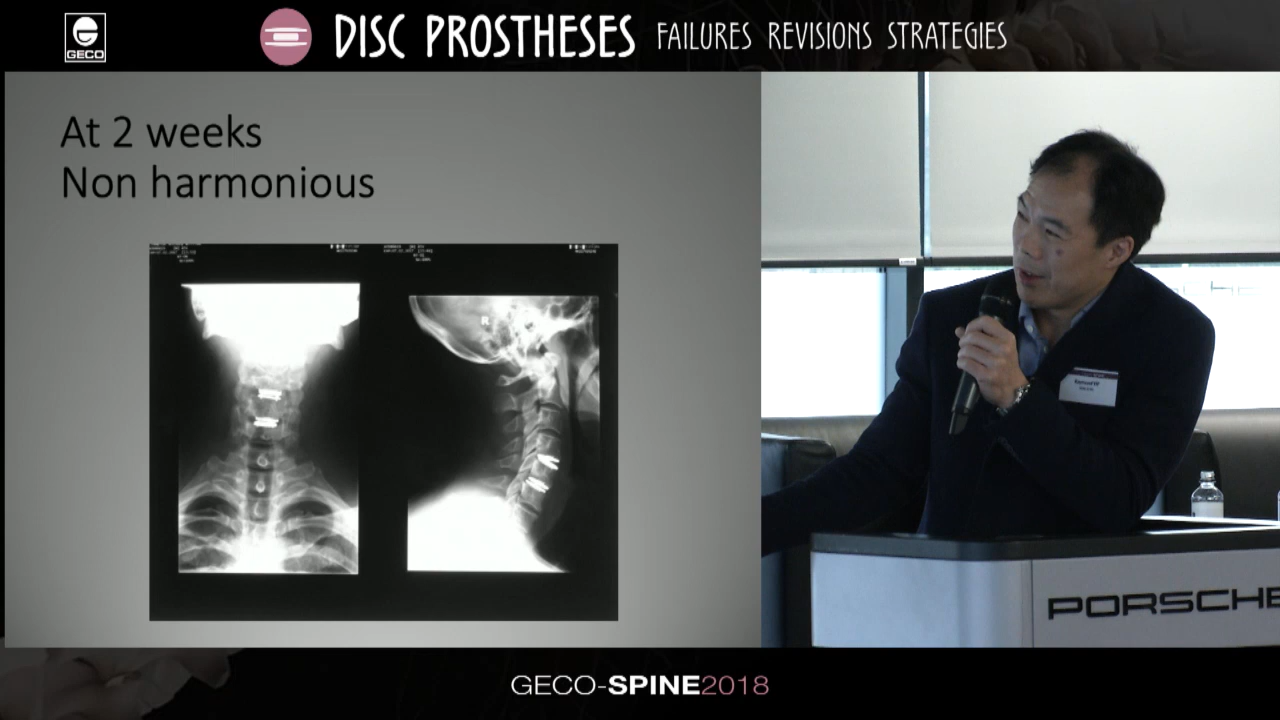 GECO
DISC PROSTHESES FAILURES REVISIONS STRATEGIES
At 2 weeks
Non harmonious
R
PORSCHE
GECO-SPINE2018